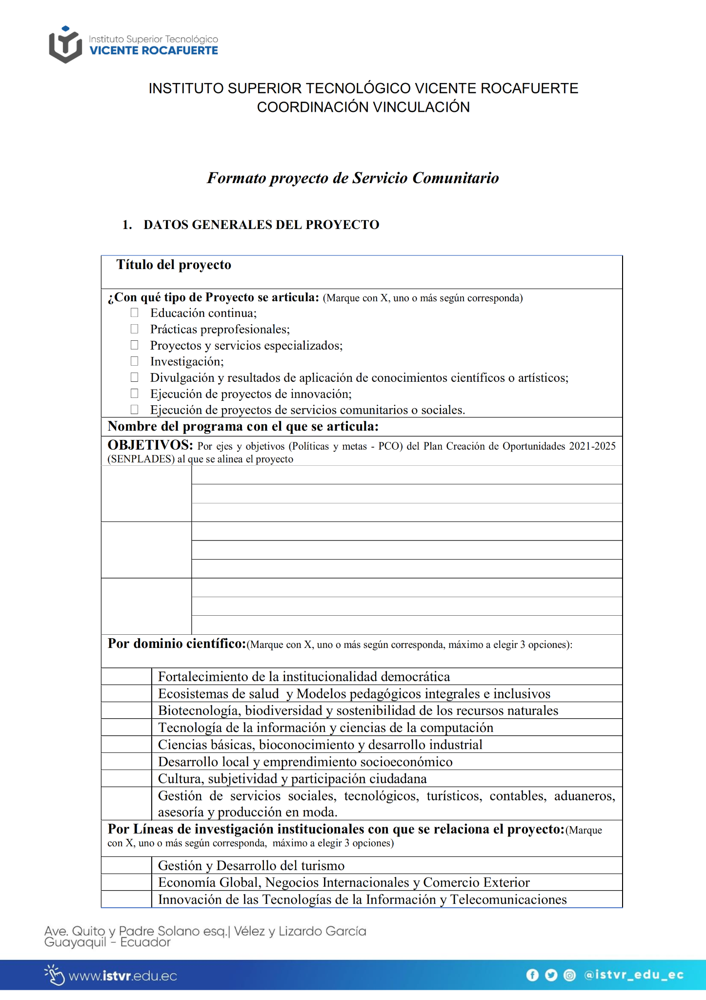 Instituto Superior Tecnológico
VICENTE ROCAFUERTE
INSTITUTO SUPERIOR TECNOLÓGICO VICENTE ROCAFUERTE
COORDINACIÓN VINCULACIÓN
Formato proyecto de Servicio Comunitario
1. DATOS GENERALES DEL PROYECTO
Título del proyecto
¿Con qué tipo de Proyecto se articula: (Marque con X, uno o más según corresponda)
Educación continua;
Prácticas preprofesionales;
Proyectos y servicios especializados;
Investigación;
Divulgación y resultados de aplicación de conocimientos científicos o artísticos;
Ejecución de proyectos de innovación;
Ejecución de proyectos de servicios comunitarios o sociales.
Nombre del programa con el que se articula:
OBJETIVOS: Por ejes y objetivos (Políticas y metas - PCO) del Plan Creación de Oportunidades 2021-2025
(SENPLADES) al que se alinea el proyecto
Por dominio científico:(Marque con X, uno o más según corresponda, máximo a elegir 3 opciones):
Fortalecimiento de la institucionalidad democrática
Ecosistemas de salud y Modelos pedagógicos integrales e inclusivos
Biotecnología, biodiversidad y sostenibilidad de los recursos naturales
Tecnología de la información y ciencias de la computación
Ciencias básicas, bioconocimiento y desarrollo industrial
Desarrollo local y emprendimiento socioeconómico
Cultura, subjetividad y participación ciudadana
Gestión de servicios sociales, tecnológicos, turísticos, contables, aduaneros,
asesoría y producción en moda.
Por Líneas de investigación institucionales con que se relaciona el proyecto:(Marque
con X, uno o más según corresponda, máximo a elegir 3 opciones)
Gestión y Desarrollo del turismo
Economía Global, Negocios Internacionales y Comercio Exterior
Innovación de las Tecnologías de la Información y Telecomunicaciones
Ave. Quito y Padre Solano esq.| Vélez y Lizardo García
Guayaquil - Ecuador
www.istvr.edu.ec
@istvr_edu_ec